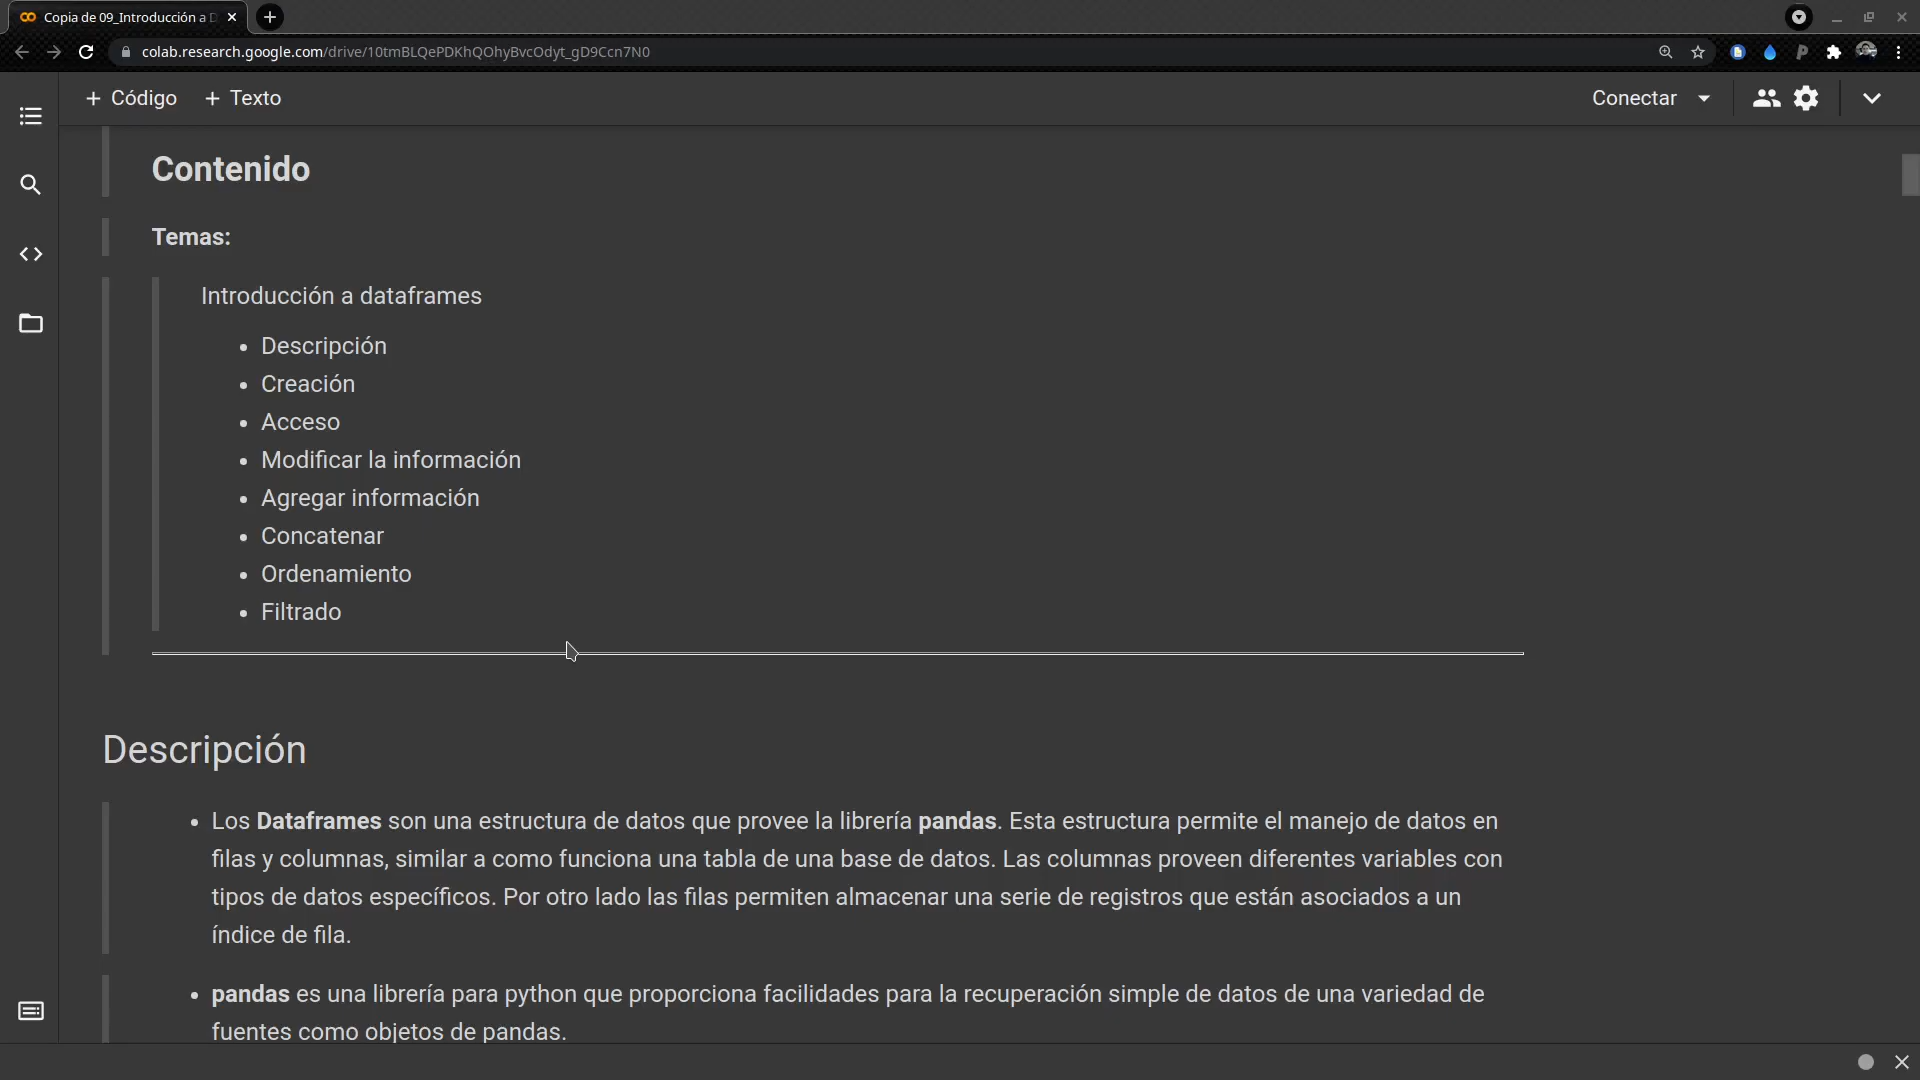 Copia de 09_Introducción a D
colab.research.google.com/drive/10tmBLQePDKhQOhyBvcOdyt_gD9Ccn7N0
+ Código + Texto
Conectar
Contenido
Temas:
Introducción a dataframes
• Descripción
• Creación
• Acceso
• Modificar la información
• Agregar información
• Concatenar
• Ordenamiento
• Filtrado
Descripción
• Los Dataframes son una estructura de datos que provee la librería pandas. Esta estructura permite el manejo de datos en
filas y columnas, similar a como funciona una tabla de una base de datos. Las columnas proveen diferentes variables con
tipos de datos específicos. Por otro lado las filas permiten almacenar una serie de registros que están asociados a un
índice de fila.
• pandas es una librería para python que proporciona facilidades para la recuperación simple de datos de una variedad de
fuentes como objetos de pandas.